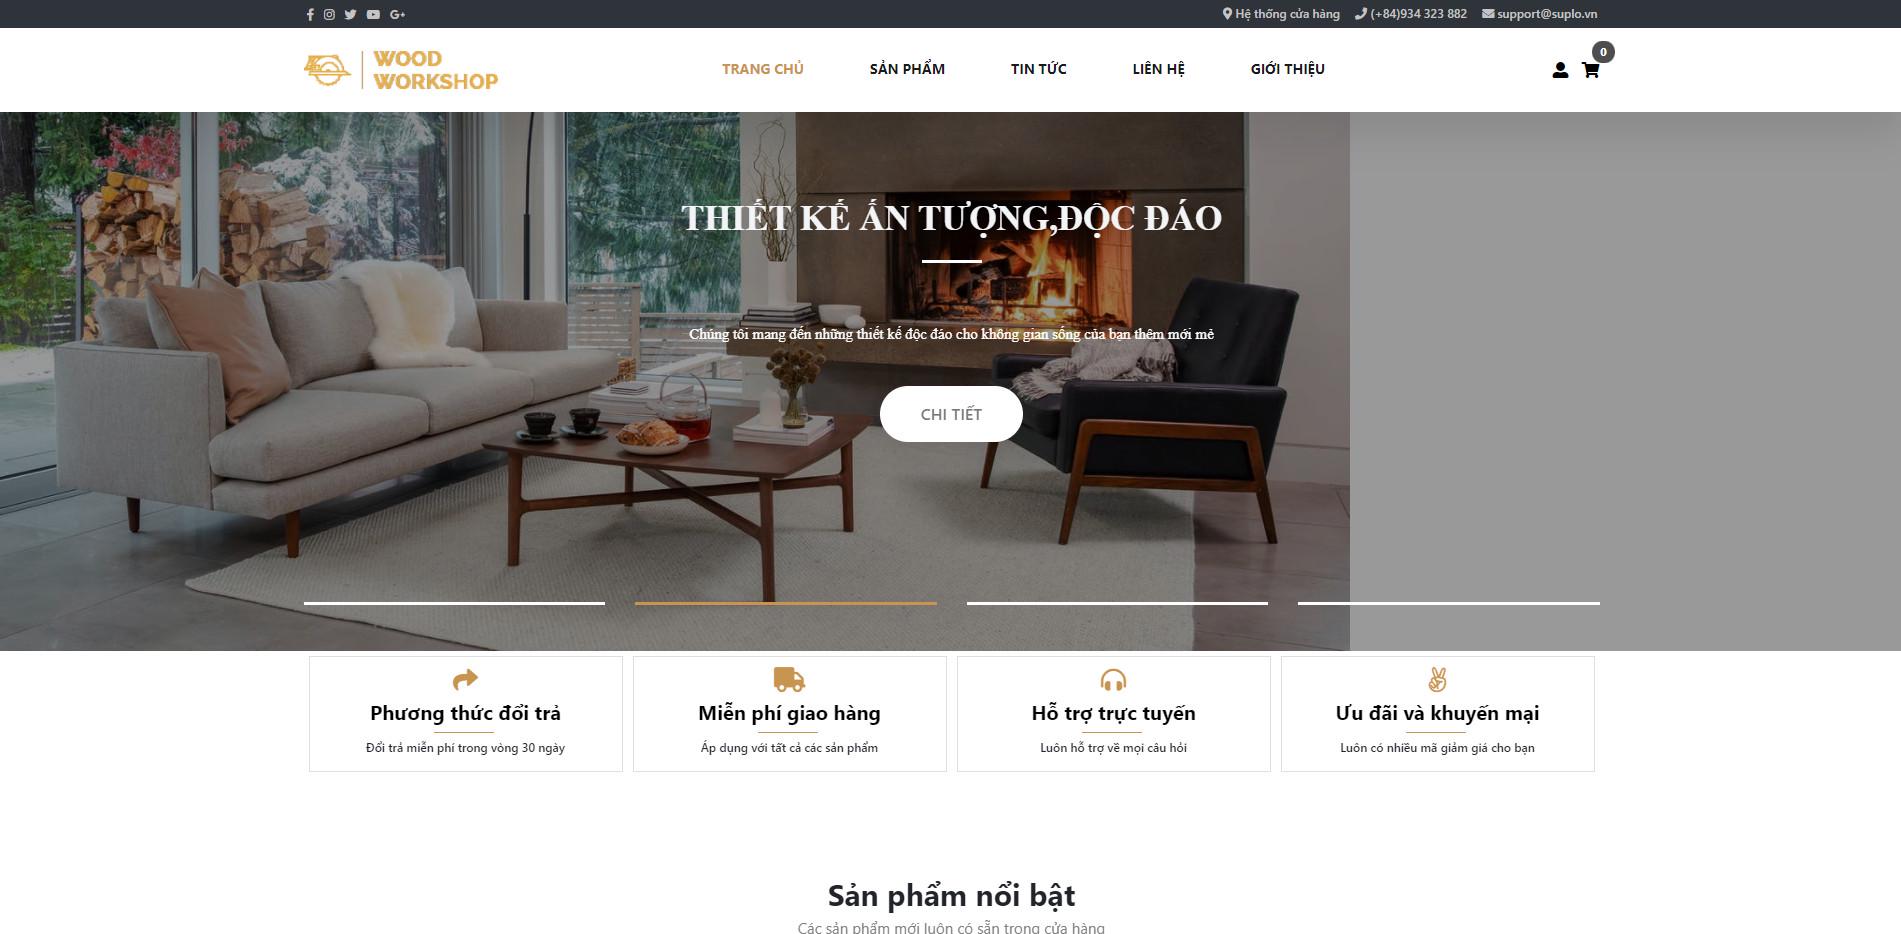 Hệ thống cửa hàng (+84)934 323 882 support@suplo.vn
WOOD
WORKSHOP
TRANG CHỦ SẢN PHẨM TIN TỨC LIÊN HỆ GIỚI THIỆU
0
THIẾT KẾ ẤN TƯỢNG,ĐỘC ĐÁO
Chúng tôi mang đến những thiết kế độc đáo cho không gian sống của bạn thêm mới mẻ
CHI TIẾT
Phương thức đổi trả
Đổi trả miễn phí trong vòng 30 ngày
Miễn phí giao hàng
Áp dụng với tất cả các sản phẩm
Hỗ trợ trực tuyến
Luôn hỗ trợ về mọi câu hỏi
Ưu đãi và khuyến mại
Luôn có nhiều mã giảm giá cho bạn
Sản phẩm nổi bật
Các sản phẩm mới luôn có sẵn trong cửa hàng